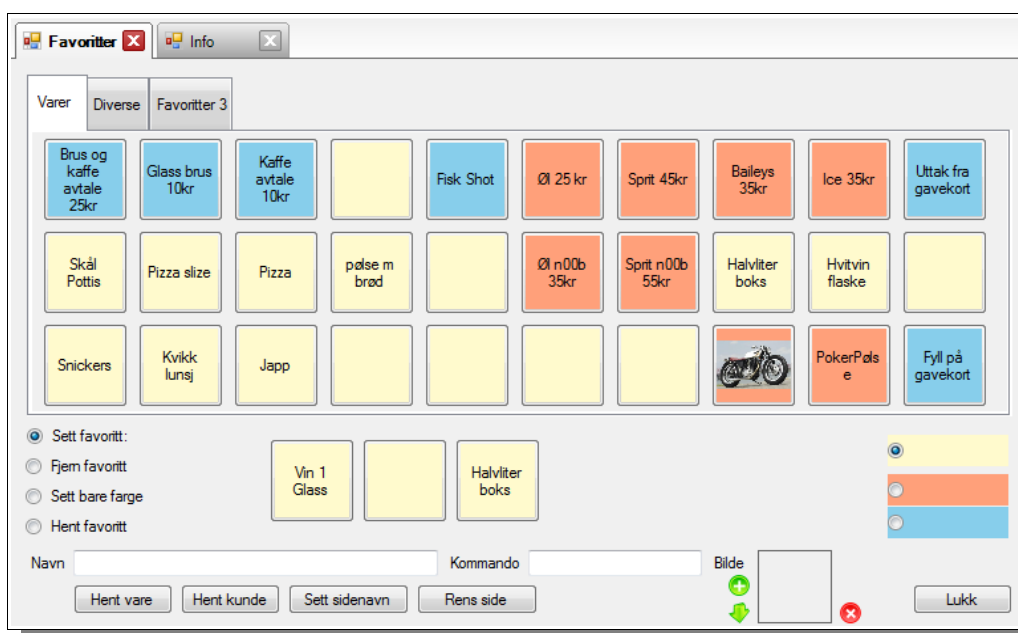 Favoritter
Info
Varer
Diverse
Favoritter 3
Brus og
kaffe
avtale
25kr
Glass brus
10kr
Kaffe
avtale
10kr
Fisk Shot
Øl 25 kr
Sprit 45kr
Baileys
35kr
Ice 35kr
Uttak fra
gavekort
Skål
Pottis
Pizza slize
Pizza
pølse m
brød
Øl n00b
35kr
Sprit n00b
55kr
Halvliter
boks
Hvitvin
flaske
Snickers
Kvikk
lunsj
Japp
PokerPøls
e
Fyll på
gavekort
Sett favoritt:
Fjern favoritt
Sett bare farge
Hent favoritt
Vin 1
Glass
Halvliter
boks
Navn
Kommando
Bilde
Hent vare
Hent kunde
Sett sidenavn
Rens side
Lukk